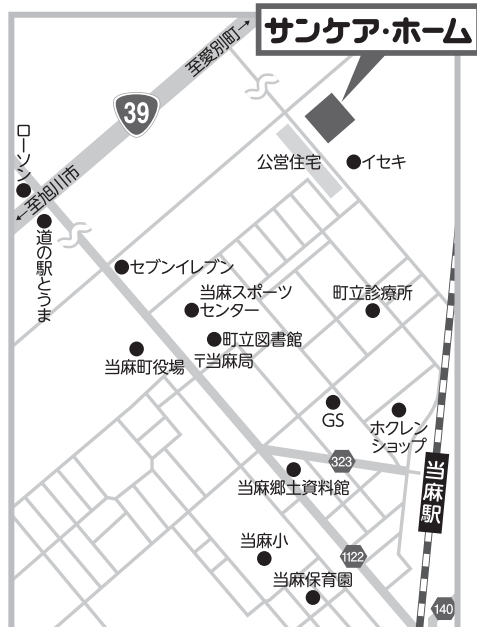 サンケア・ホーム
至愛別町
39
公営住宅
イセキ
ローソン
至旭川市
道の駅とうま
セブンイレブン
当麻スポーツ
センター
町立診療所
町立図書館
当麻町役場
〒当麻局
GS
ホクレン
ショップ
323
当麻駅
当麻郷土資料館
当麻小
1122
当麻保育園
140